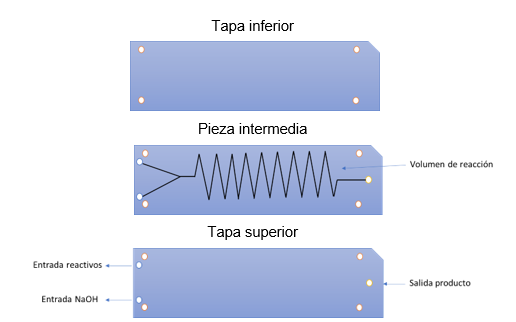 Tapa inferior
Pieza intermedia
Volumen de reacción
Tapa superior
Entrada reactivos
Salida producto
Entrada NaOH